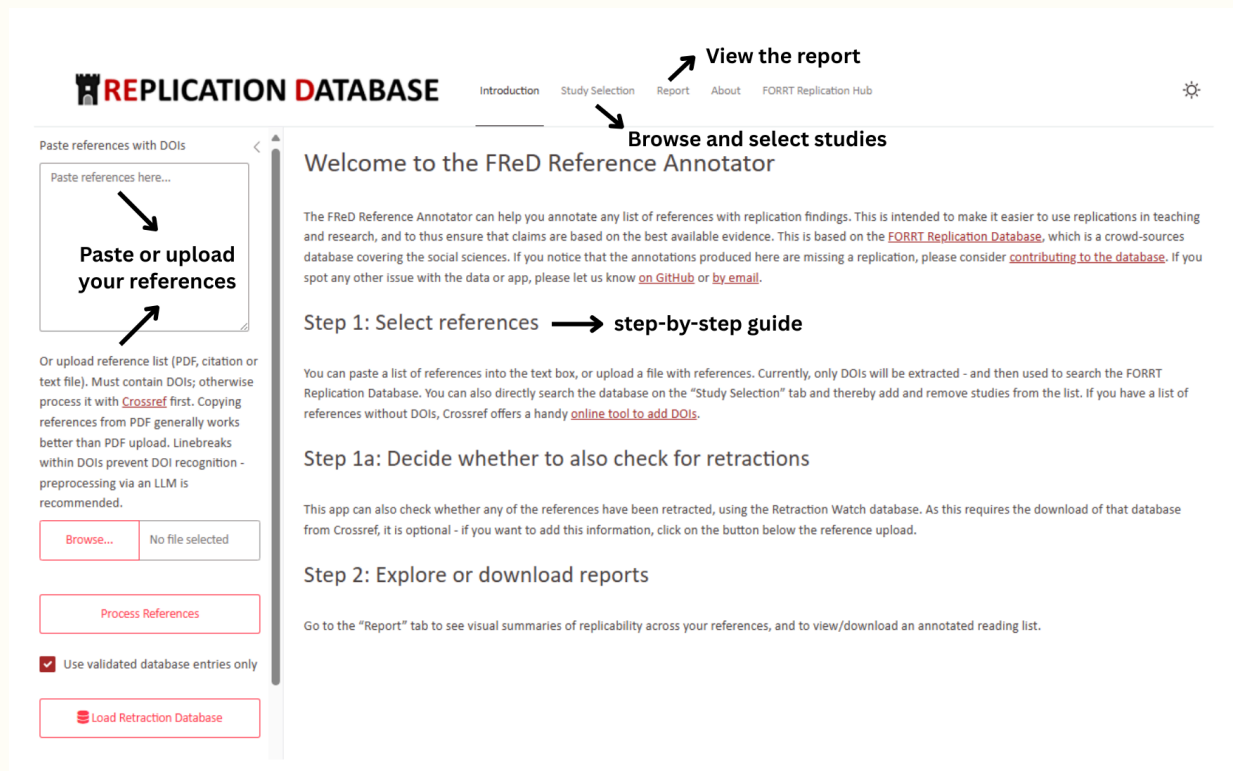 View the report
REPLICATION DATABASE
Introduction
Study Selection
Report
About
FORRT Replication Hub
Browse and select studies
Paste references with DOIs
Paste references here...
Paste or upload
your references
Or upload reference list (PDF, citation or
text file). Must contain DOIs; otherwise
process it with Crossref first. Copying
references from PDF generally works
better than PDF upload. Linebreaks
within DOIs prevent DOI recognition -
preprocessing via an LLM is
recommended.
Browse...
No file selected
Process References
Use validated database entries only
Load Retraction Database
Welcome to the FReD Reference Annotator
The FReD Reference Annotator can help you annotate any list of references with replication findings. This is intended to make it easier to use replications in teaching
and research, and to thus ensure that claims are based on the best available evidence. This is based on the FORRT Replication Database, which is a crowd-sources
database covering the social sciences. If you notice that the annotations produced here are missing a replication, please consider contributing to the database. If you
spot any other issue with the data or app, please let us know on GitHub or by email.
Step 1: Select references
step-by-step guide
You can paste a list of references into the text box, or upload a file with references. Currently, only DOIs will be extracted - and then used to search the FORRT
Replication Database. You can also directly search the database on the “Study Selection” tab and thereby add and remove studies from the list. If you have a list of
references without DOIs, Crossref offers a handy online tool to add DOIs.
Step 1a: Decide whether to also check for retractions
This app can also check whether any of the references have been retracted, using the Retraction Watch database. As this requires the download of that database
from Crossref, it is optional - if you want to add this information, click on the button below the reference upload.
Step 2: Explore or download reports
Go to the “Report” tab to see visual summaries of replicability across your references, and to view/download an annotated reading list.